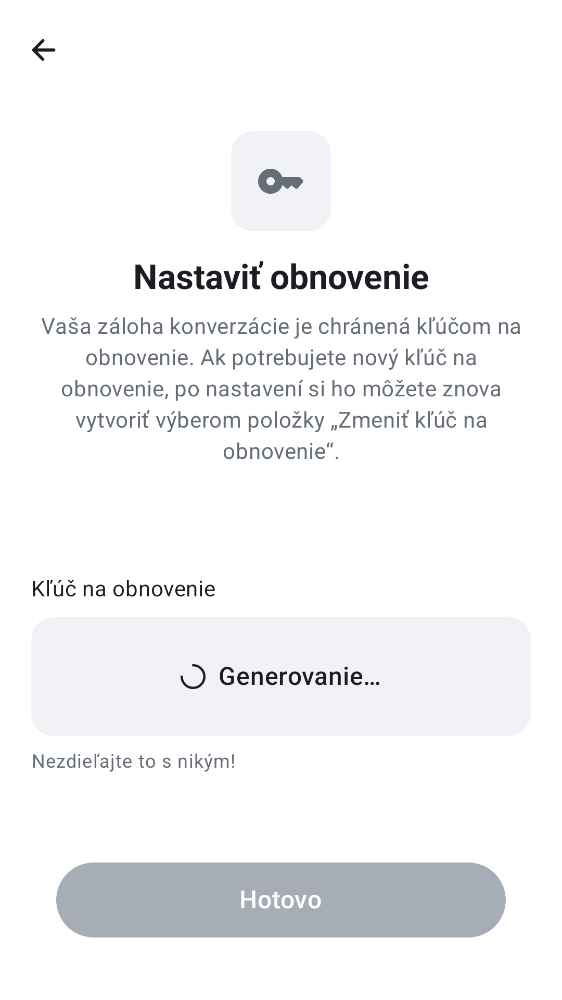 Nastaviť obnovenie
Vaša záloha konverzácie je chránená kľúčom na
obnovenie. Ak potrebujete nový kľúč na
obnovenie, po nastavení si ho môžete znova
vytvoriť výberom položky „Zmeniť kľúč na
obnovenie“.
Kľúč na obnovenie
Generovanie…
Nezdieľajte to s nikým!
Hotovo